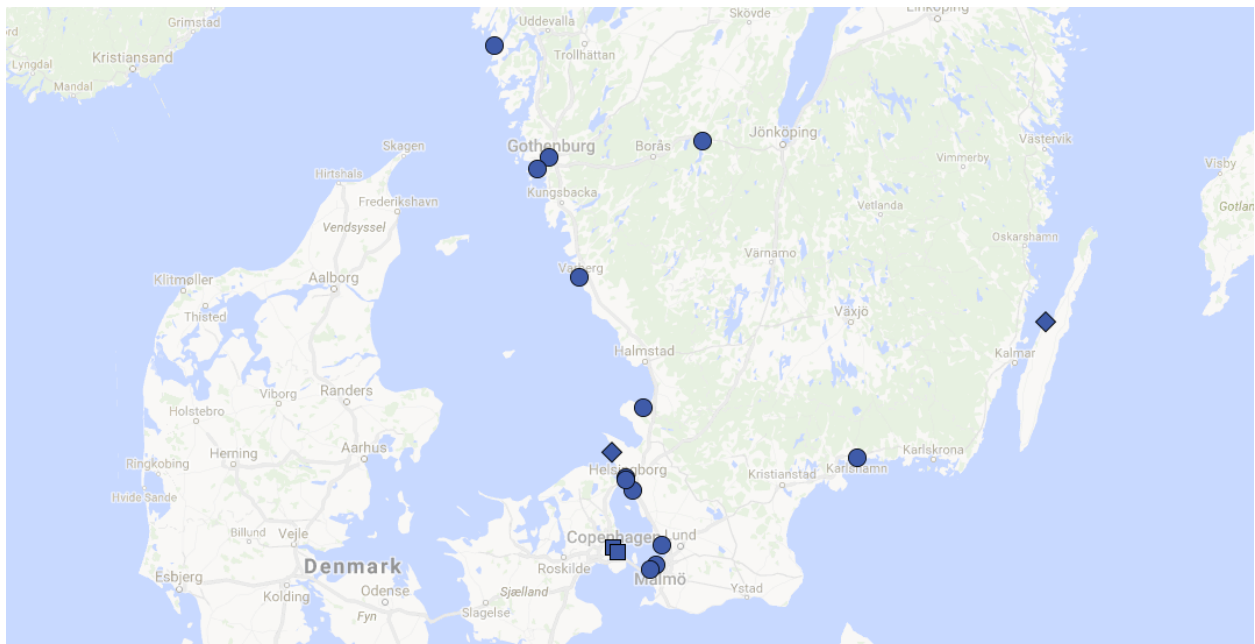 Linköping
Skövde
Uddevalla
Grimstad
Trollhättan
Kristiansand
Lyngdal
Mandal
Västervik
Jönköping
Skagen
Gothenburg
Borås
Visby
Vimmerby
Hirtshals
Kungsbacka
Frederikshavn
Vetlanda
Gotland
Vendsyssel
Oskarshamn
Värnamo
Varberg
Klitmøller
Aalborg
Thisted
Växjö
Halmstad
Kalmar
Randers
Viborg
Holstebro
Aarhus
Karlskrona
Herning
Ringkobing
Helsingborg
Karlshamn
Kristianstad
Hvide Sande
Billund
Vejle
Copenhagen
Lund
Denmark
Roskilde
Esbjerg
Malmö
Kolding
Odense
Sjælland
Ystad
Slagelse
Fyn